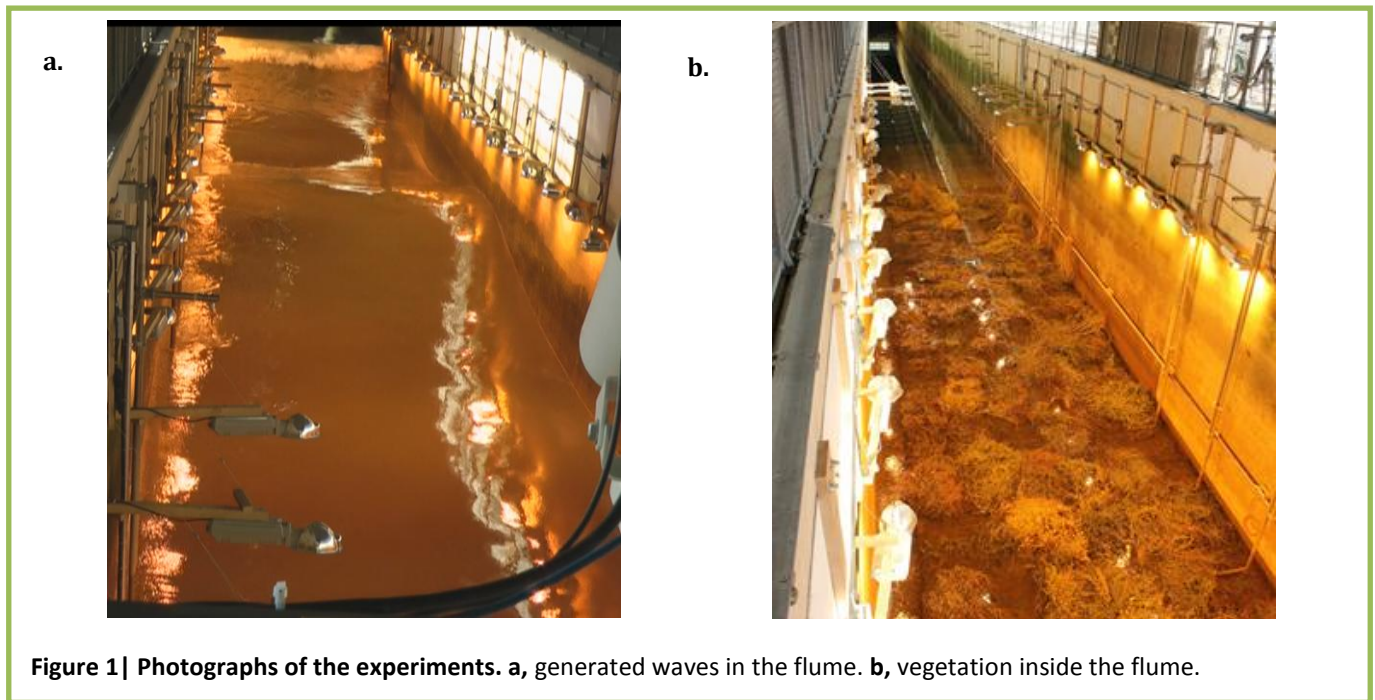 a.
b.
Figure 1| Photographs of the experiments. a, generated waves in the flume. b, vegetation inside the flume.